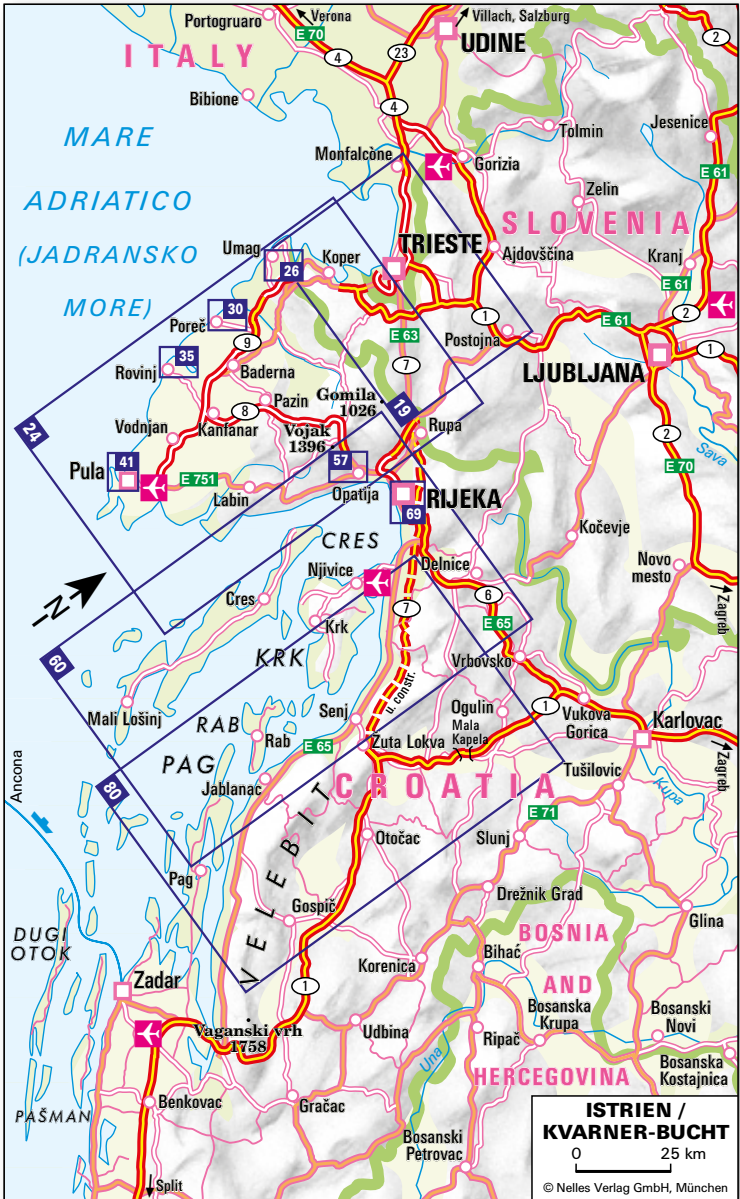 Portogruaro
Verona
E 70
Villach, Salzburg
UDINE
ITALY
4
23
2
4
Bibione
MARE
ADRIATICO
(JADRANSKO
MORE)
Tolmin
Jesenice
Monfalcòne
Gorizia
E 61
Zelin
SLOVENIA
Umag
Koper
TRIESTE
Ajdovščina
Kranj
26
E 61
30
Poreč
1
E 61
2
E 63
Postojna
9
35
LJUBLJANA
1
Rovinj
Baderna
7
Gomila
1026
19
Pazin
8
24
Kanfanar
Vojak
1396
Rupa
2
Vodnjan
Sava
Pula
41
57
E 751
E 70
Labin
Opatija
RIJEKA
69
Kočevje
CRES
Novo
mesto
Njivice
Delnice
N
Cres
7
6
Zagreb
Krk
E 65
60
KRK
Vrbovsko
u. constr.
Mali Lošinj
Senj
Ogulin
1
Vukova
Gorica
RAB
Rab
Mala
Kapela
Karlovac
E 65
Žuta Lokva
Ancona
PAG
Zagreb
80
Jablanac
CROATIA
Tušilovic
Kupa
E 71
VELEBIT
Otočac
Slunj
Pag
Drežnik Grad
Gospič
Glina
DUGI
OTOK
BOSNIA
Korenica
Bihać
Zadar
AND
1
Bosanska
Krupa
Bosanski
Novi
Vaganski vrh
1758
Udbina
Ripač
Una
Bosanska
Kostajnica
HERCEGOVINA
PAŠMAN
Benkovac
Gračac
ISTRIEN /
KVARNER-BUCHT
Bosanski
Petrovac
0 25 km
Split
© Nelles Verlag GmbH, München